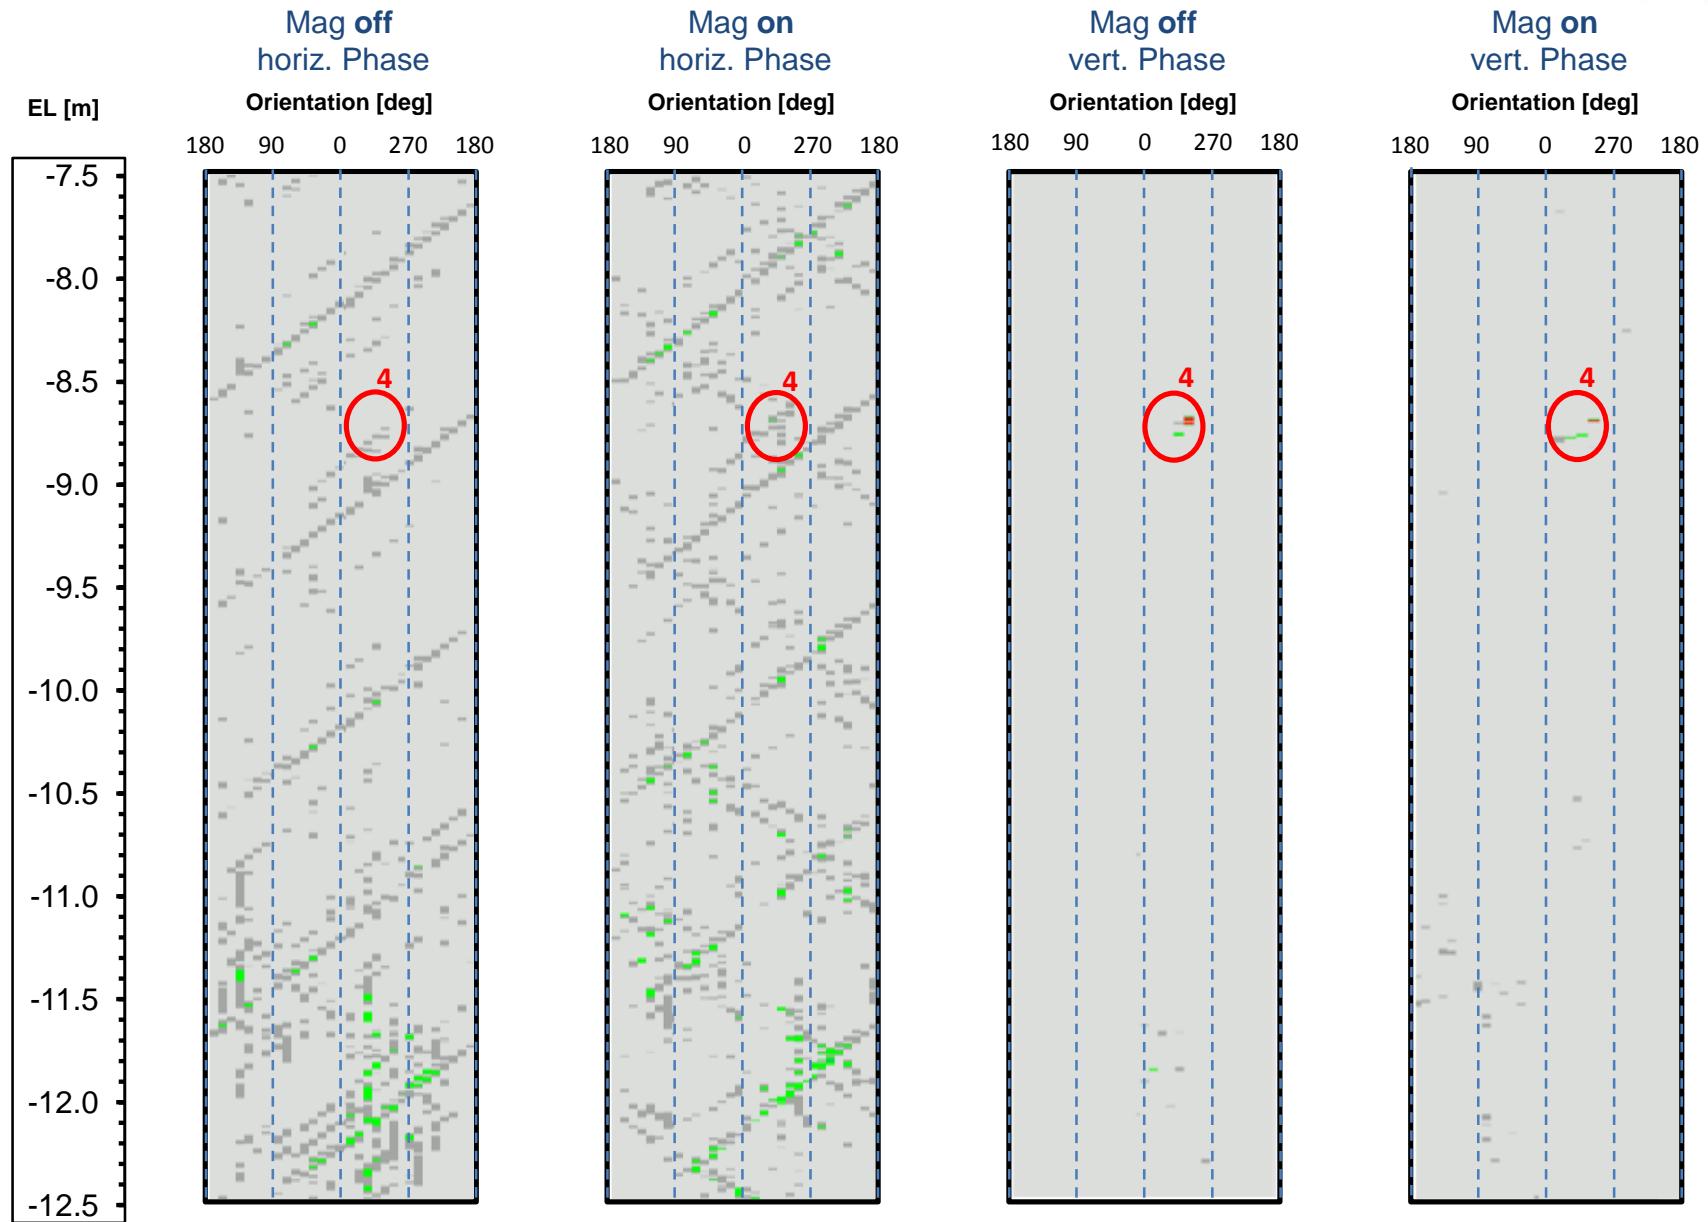 Mag off
horiz. Phase
Mag on
horiz. Phase
Mag off
vert. Phase
Mag on
vert. Phase
EL [m]
Orientation [deg]
Orientation [deg]
Orientation [deg]
Orientation [deg]
180 90 0 270 180
180 90 0 270 180
180 90 0 270 180
180 90 0 270 180
-7.5
-8.0
-8.5
4
4
4
4
-9.0
-9.5
-10.0
-10.5
-11.0
-11.5
-12.0
-12.5